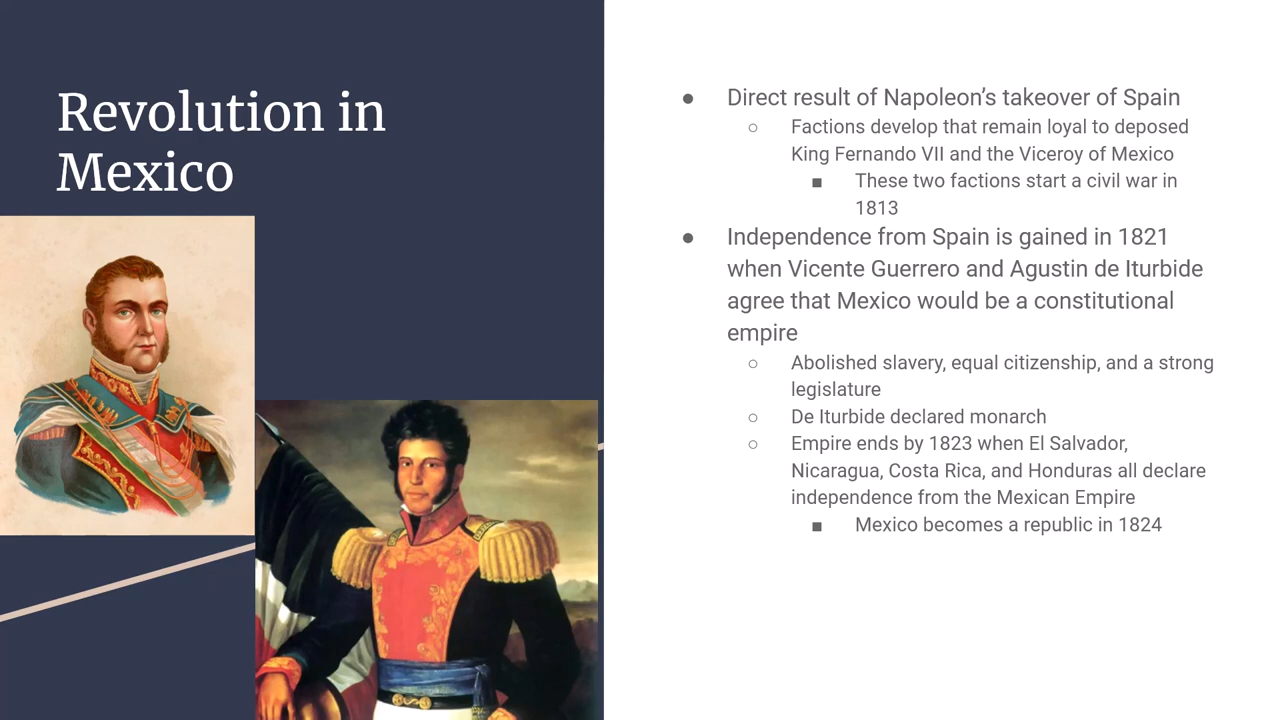 Revolution in
Mexico
● Direct result of Napoleon’s takeover of Spain
○ Factions develop that remain loyal to deposed
King Fernando VII and the Viceroy of Mexico
■ These two factions start a civil war in
1813
● Independence from Spain is gained in 1821
when Vicente Guerrero and Agustin de Iturbide
agree that Mexico would be a constitutional
empire
○ Abolished slavery, equal citizenship, and a strong
legislature
○ De Iturbide declared monarch
○ Empire ends by 1823 when El Salvador,
Nicaragua, Costa Rica, and Honduras all declare
independence from the Mexican Empire
■ Mexico becomes a republic in 1824